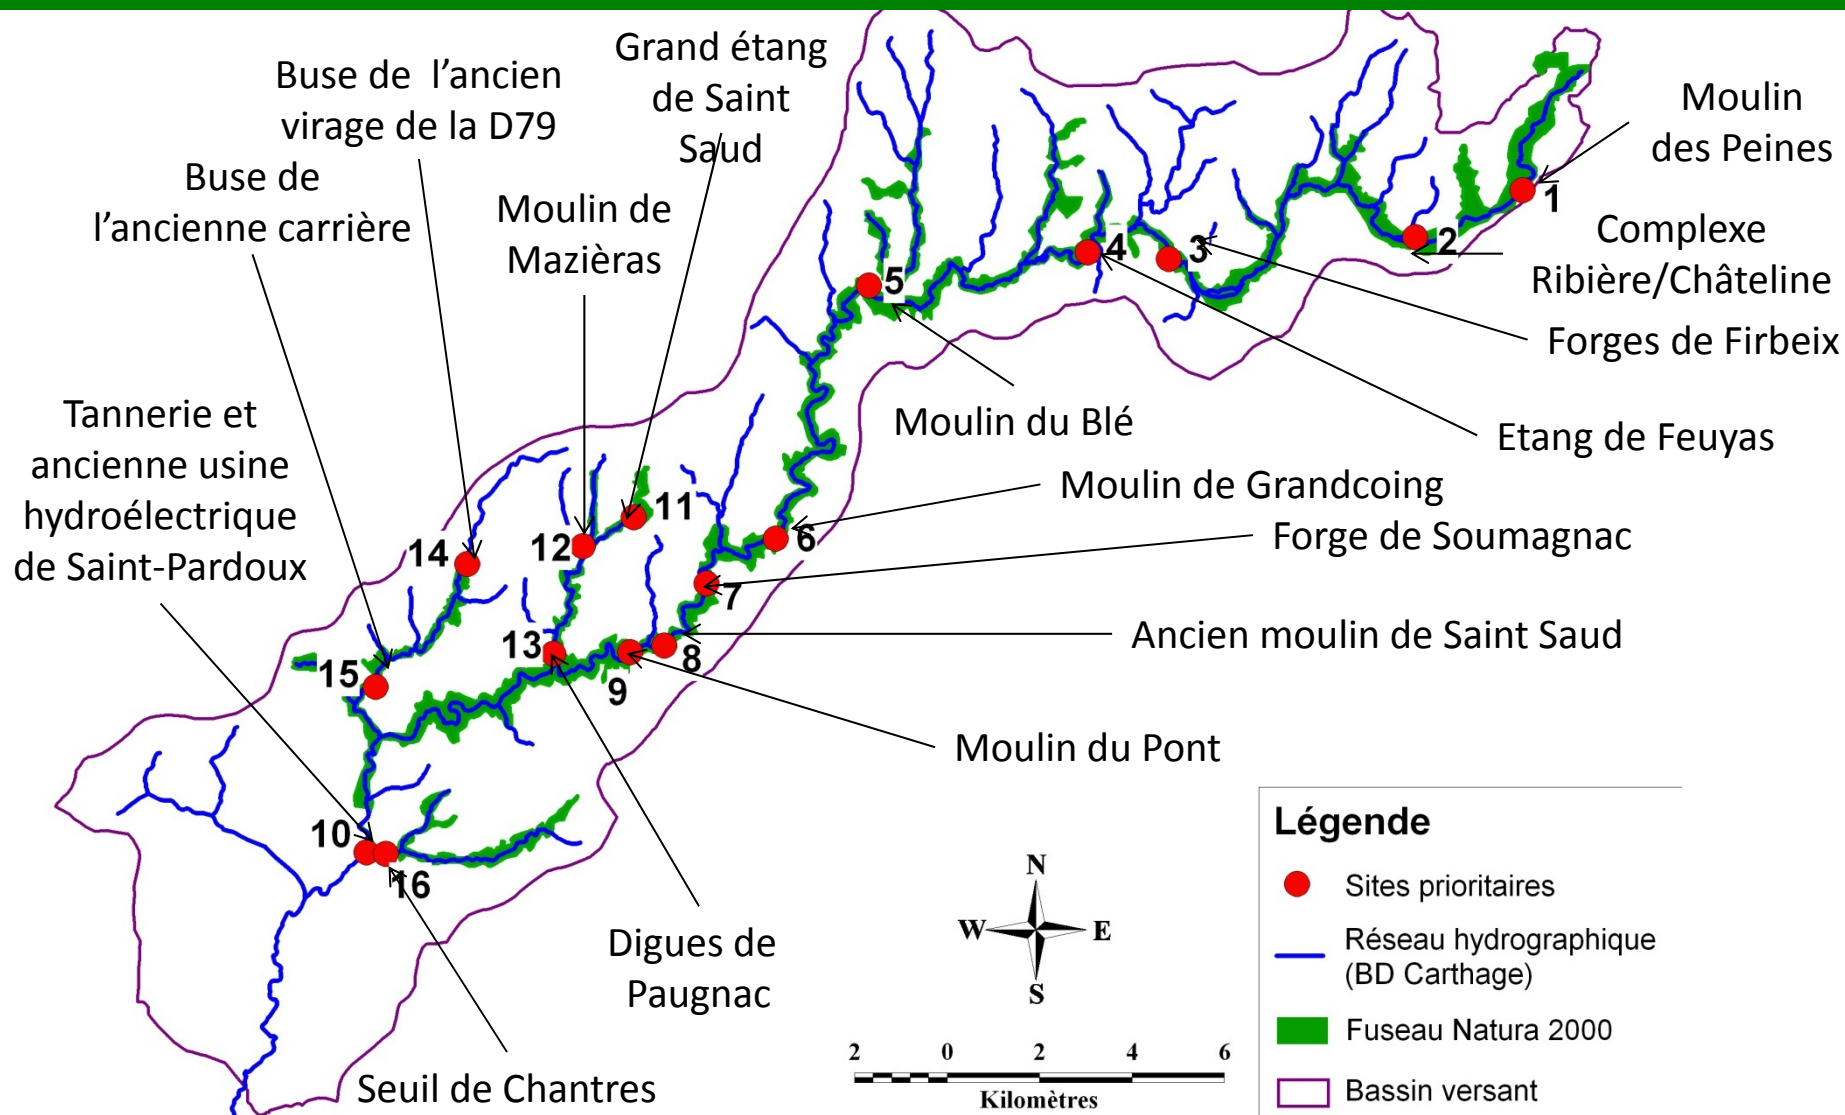 Grand étang
de Saint
Saud
Buse de l'ancien
virage de la D79
Moulin
des Peines
Buse de
l'ancienne carrière
Moulin de
Mazièras
1
Complexe
Ribière/Châteline
2
3
4
5
Forges de Firbeix
Moulin du Blé
Etang de Feuyas
Tannerie et
ancienne usine
hydroélectrique
de Saint-Pardoux
Moulin de Grandcoing
Forge de Soumagnac
11
12
14
6
7
Ancien moulin de Saint Saud
13
8
15
9
Moulin du Pont
10
16
Digues de
Paugnac
Seuil de Chantres
N
W E
S
2 0 2 4 6
Kilomètres
Légende
Sites prioritaires
Réseau hydrographique
(BD Carthage)
Fuseau Natura 2000
Bassin versant